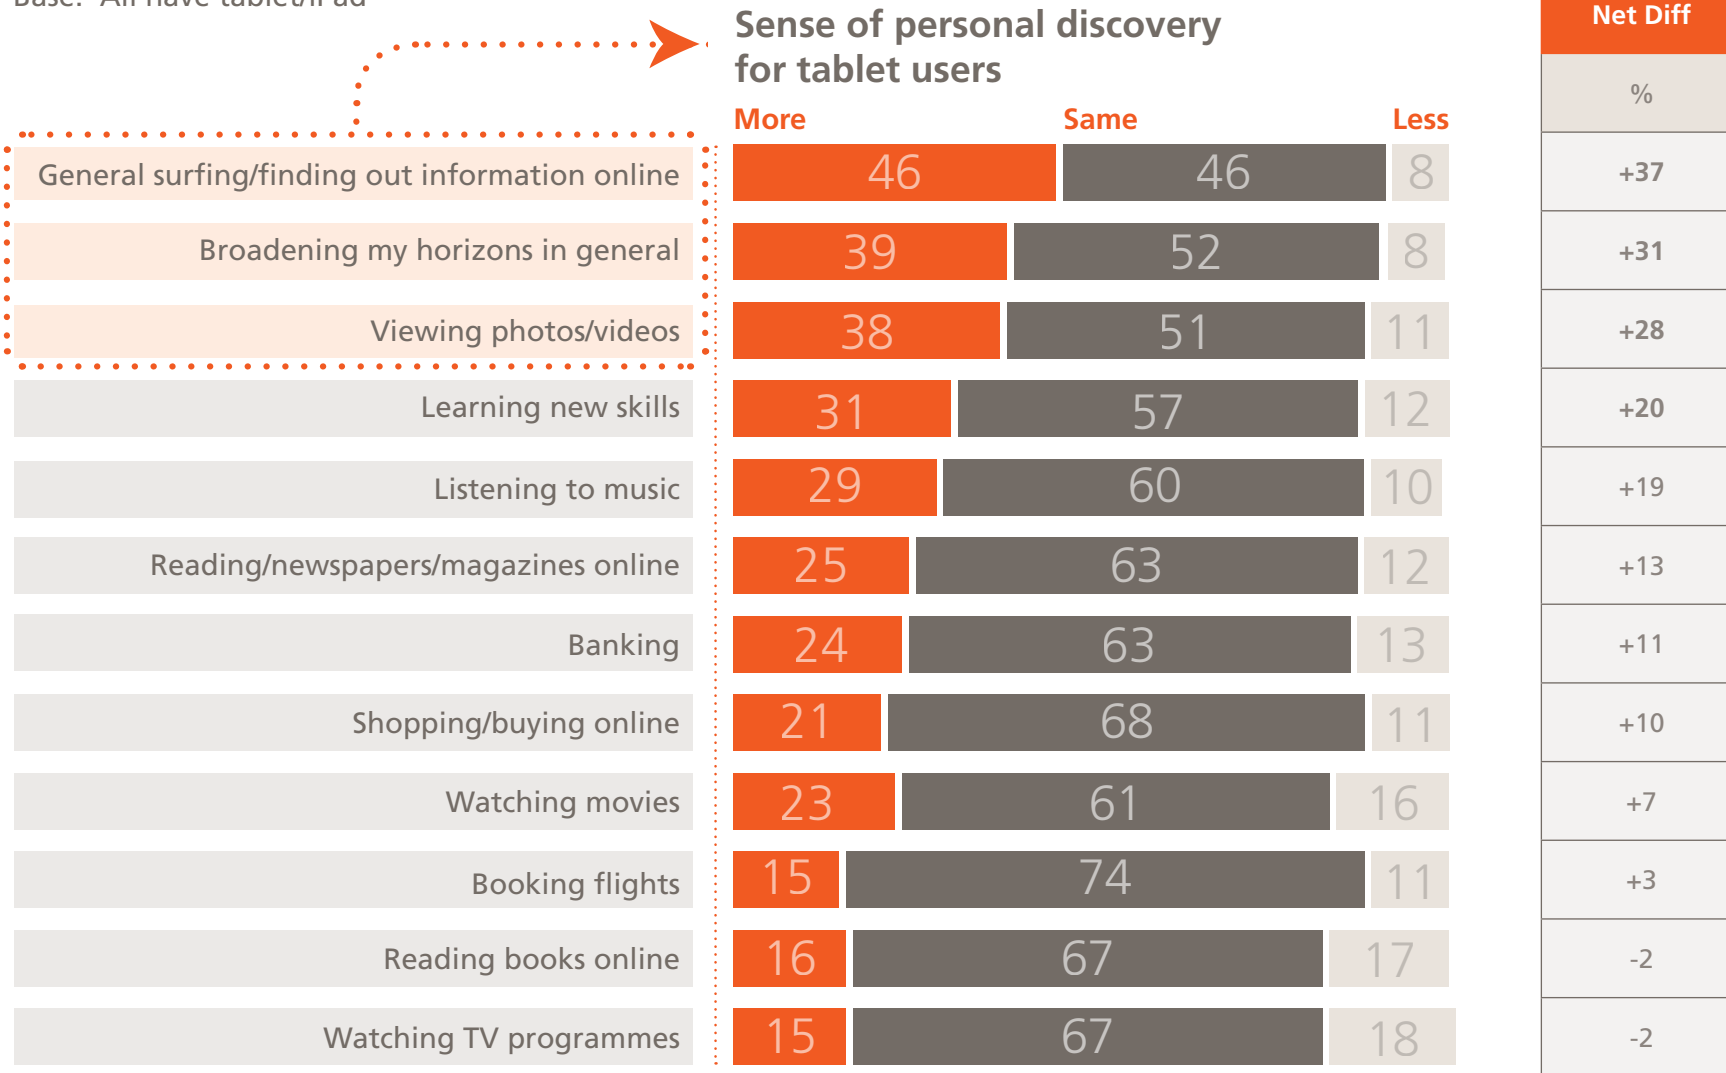 Base: All have tablet/iPad
Sense of personal discovery
for tablet users
Net Diff
%
More Same Less
General surfing/finding out information online 46 46 8 +37
Broadening my horizons in general 39 52 8 +31
Viewing photos/videos 38 51 11 +28
Learning new skills 31 57 12 +20
Listening to music 29 60 10 +19
Reading/newspapers/magazines online 25 63 12 +13
Banking 24 63 13 +11
Shopping/buying online 21 68 11 +10
Watching movies 23 61 16 +7
Booking flights 15 74 11 +3
Reading books online 16 67 17 -2
Watching TV programmes 15 67 18 -2